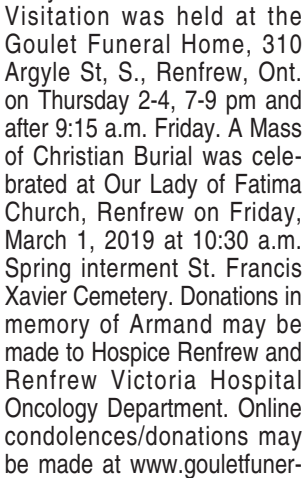 Visitation was held at the
Goulet Funeral Home, 310
Argyle St, S., Renfrew, Ont.
on Thursday 2-4, 7-9 pm and
after 9:15 a.m. Friday. A Mass
of Christian Burial was cele-
brated at Our Lady of Fatima
Church, Renfrew on Friday,
March 1, 2019 at 10:30 a.m.
Spring interment St. Francis
Xavier Cemetery. Donations in
memory of Armand may be
made to Hospice Renfrew and
Renfrew Victoria Hospital
Oncology Department. Online
condolences/donations may
be made at www.gouletfuner-